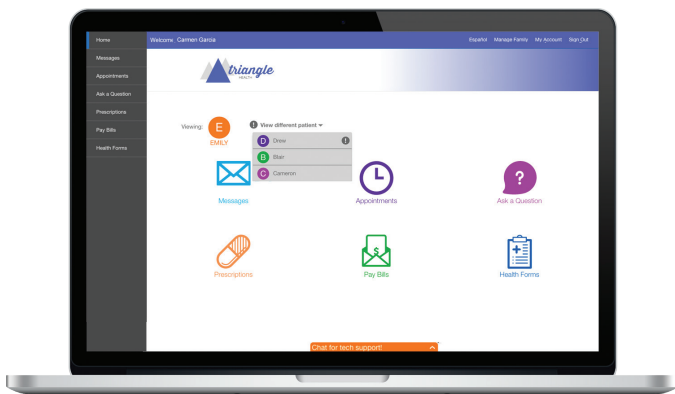 Welcome, Carmen Garcia
Español Manage Family My Account Sign Out
Home
Messages
Appointments
Ask a Question
Prescriptions
Pay Bills
Health Forms
triangle
HEALTH
Viewing:
E
EMILY
! View different patient
D Drew !
B Blair
C Cameron
Messages
Appointments
?
Ask a Question
Prescriptions
$
Pay Bills
Health Forms
Chat for tech support!